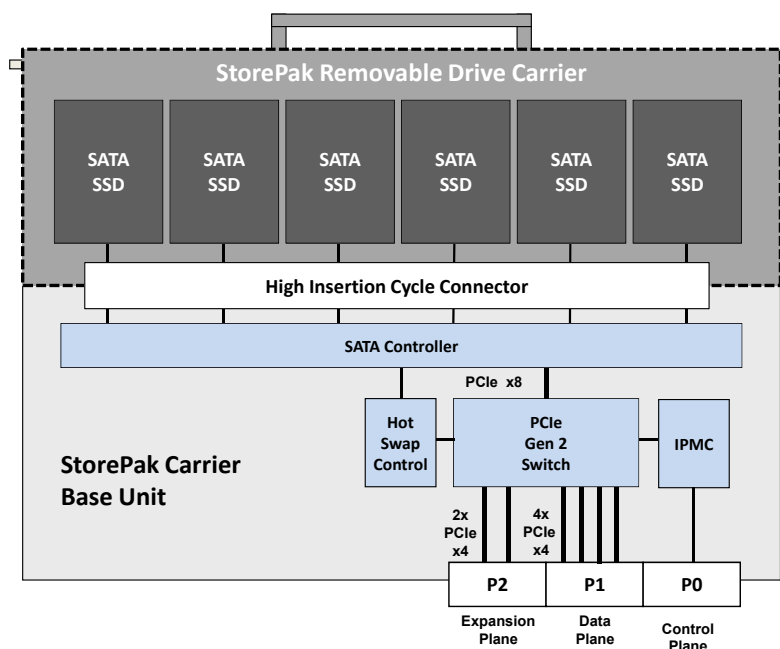 StorePak Removable Drive Carrier
SATA
SSD
SATA
SSD
SATA
SSD
SATA
SSD
SATA
SSD
SATA
SSD
High Insertion Cycle Connector
SATA Controller
PCIe x8
Hot
Swap
Control
PCIe
Gen 2
Switch
IPMC
StorePak Carrier
Base Unit
2x
PCIe
x4
4x
PCIe
x4
P2
P1
P0
Expansion
Plane
Data
Plane
Control
Plane